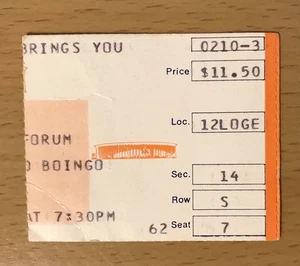 BRINGS YOU
0210-3
Price $11.50
FORUM
Loc. 12LOGE
O BOINGO
Sec. 14
Row S
AT 7:30PM
62 Seat 7